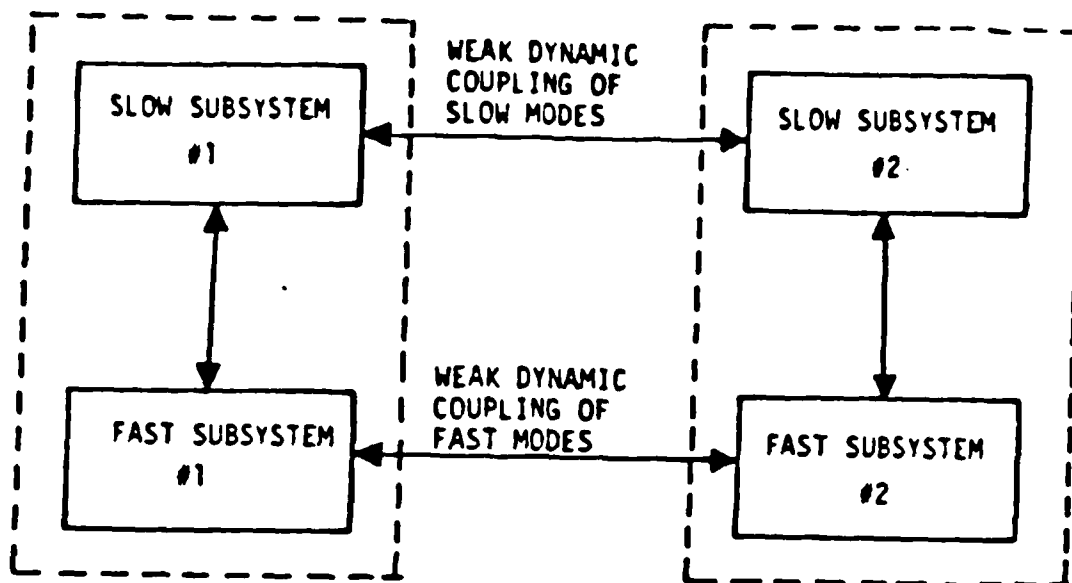 WEAK DYNAMIC
COUPLING OF
SLOW MODES
SLOW SUBSYSTEM
#1
SLOW SUBSYSTEM
#2
WEAK DYNAMIC
COUPLING OF
FAST MODES
FAST SUBSYSTEM
#1
FAST SUBSYSTEM
#2